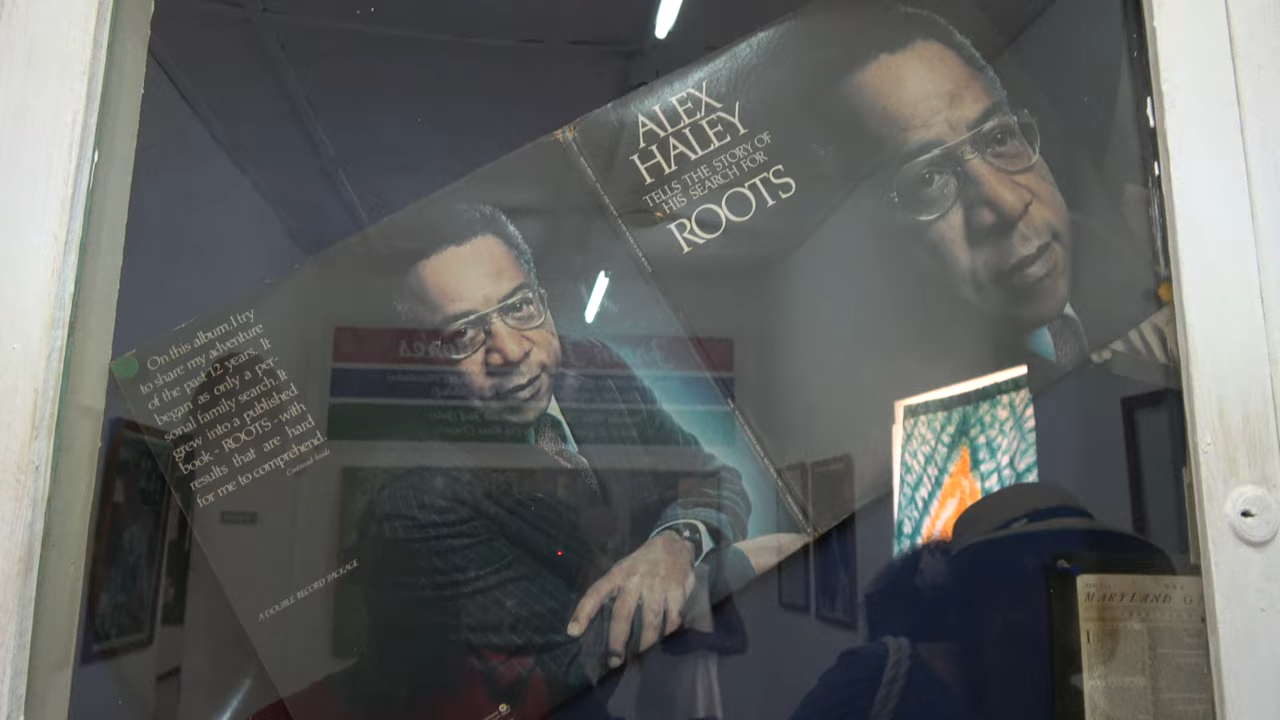 On this album, I try
to share my adventure
of the past 12 years. It
began as only a per-
sonal family search. It
grew into a published
book - ROOTS - with
results that are hard
for me to comprehend.
Continued Inside
A DOUBLE RECORD PACKAGE
ALEX
HALEY
TELLS THE STORY OF
HIS SEARCH FOR
ROOTS
MARYLAND G